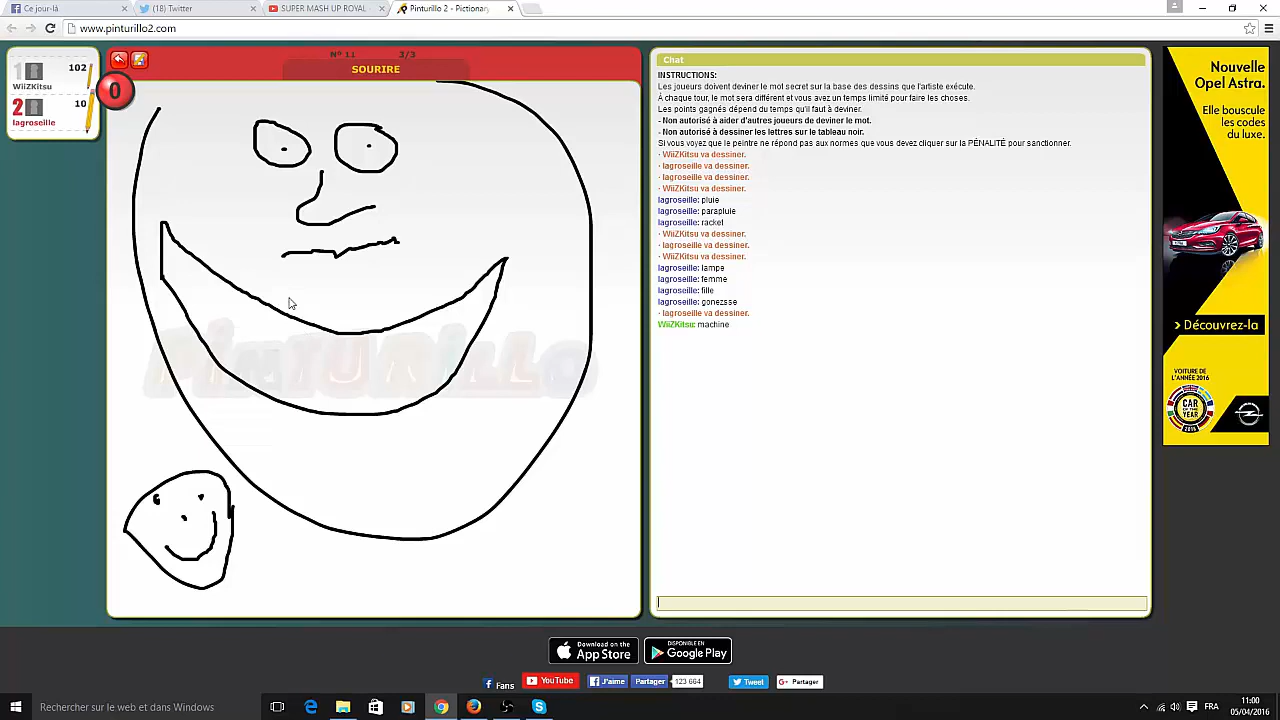 Ce jour-là
(18) Twitter
SUPER MASH UP ROYAL
Pinturillo 2 - Pictionary
www.pinturillo2.com
1 102
WiiZKitsu
2 10
lagroseille
0
Nº 11 3/3
SOURIRE
PINTURILLO
Chat
INSTRUCTIONS:
Les joueurs doivent deviner le mot secret sur la base des dessins que l'artiste exécute.
À chaque tour, le mot sera différent et vous avez un temps limité pour faire les choses.
Les points gagnés dépend du temps qu'il faut à deviner.
- Non autorisé à aider d'autres joueurs de deviner le mot.
- Non autorisé à dessiner les lettres sur le tableau noir.
Si vous voyez que le peintre ne répond pas aux normes que vous devez cliquer sur la PÉNALITÉ pour sanctionner.
· WiiZKitsu va dessiner.
· lagroseille va dessiner.
· lagroseille va dessiner.
· WiiZKitsu va dessiner.
lagroseille: pluie
lagroseille: parapluie
lagroseille: racket
· WiiZKitsu va dessiner.
· lagroseille va dessiner.
· WiiZKitsu va dessiner.
lagroseille: lampe
lagroseille: femme
lagroseille: fille
lagroseille: gonezsse
· lagroseille va dessiner.
WiiZKitsu: machine
Nouvelle
Opel Astra.
Elle bouscule
les codes
du luxe.
> Découvrez-la
VOITURE DE
L'ANNÉE 2016
CAR
OF THE
YEAR
2016
Download on the
App Store
DISPONIBLE EN
Google Play
Fans
YouTube
J'aime
Partager
123 664
Tweet
G+ Partager
Rechercher sur le web et dans Windows
FRA
11:00
05/04/2016